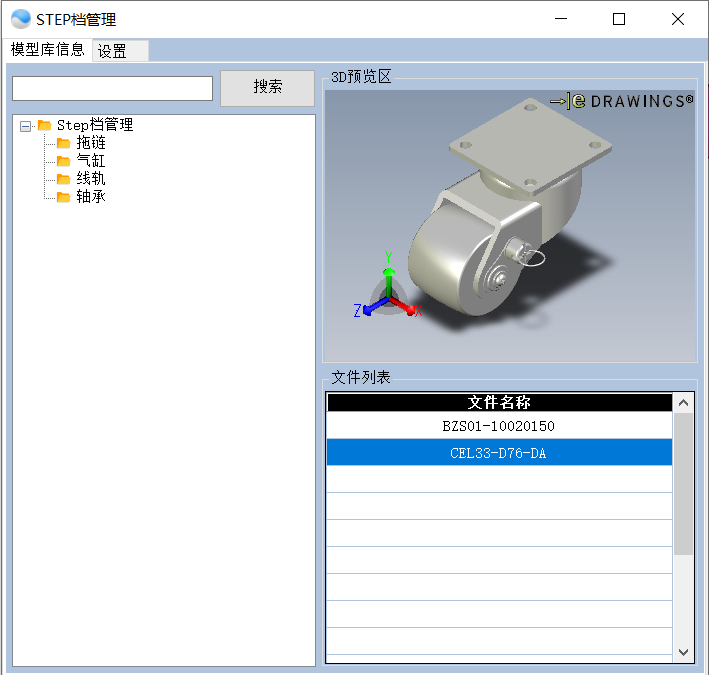 STEP档管理
模型库信息 设置
搜索
Step档管理
拖链
气缸
线轨
轴承
3D预览区
eDRAWINGS®
Y
Z
X
文件列表
文件名称
BZS01-10020150
CEL33-D76-DA